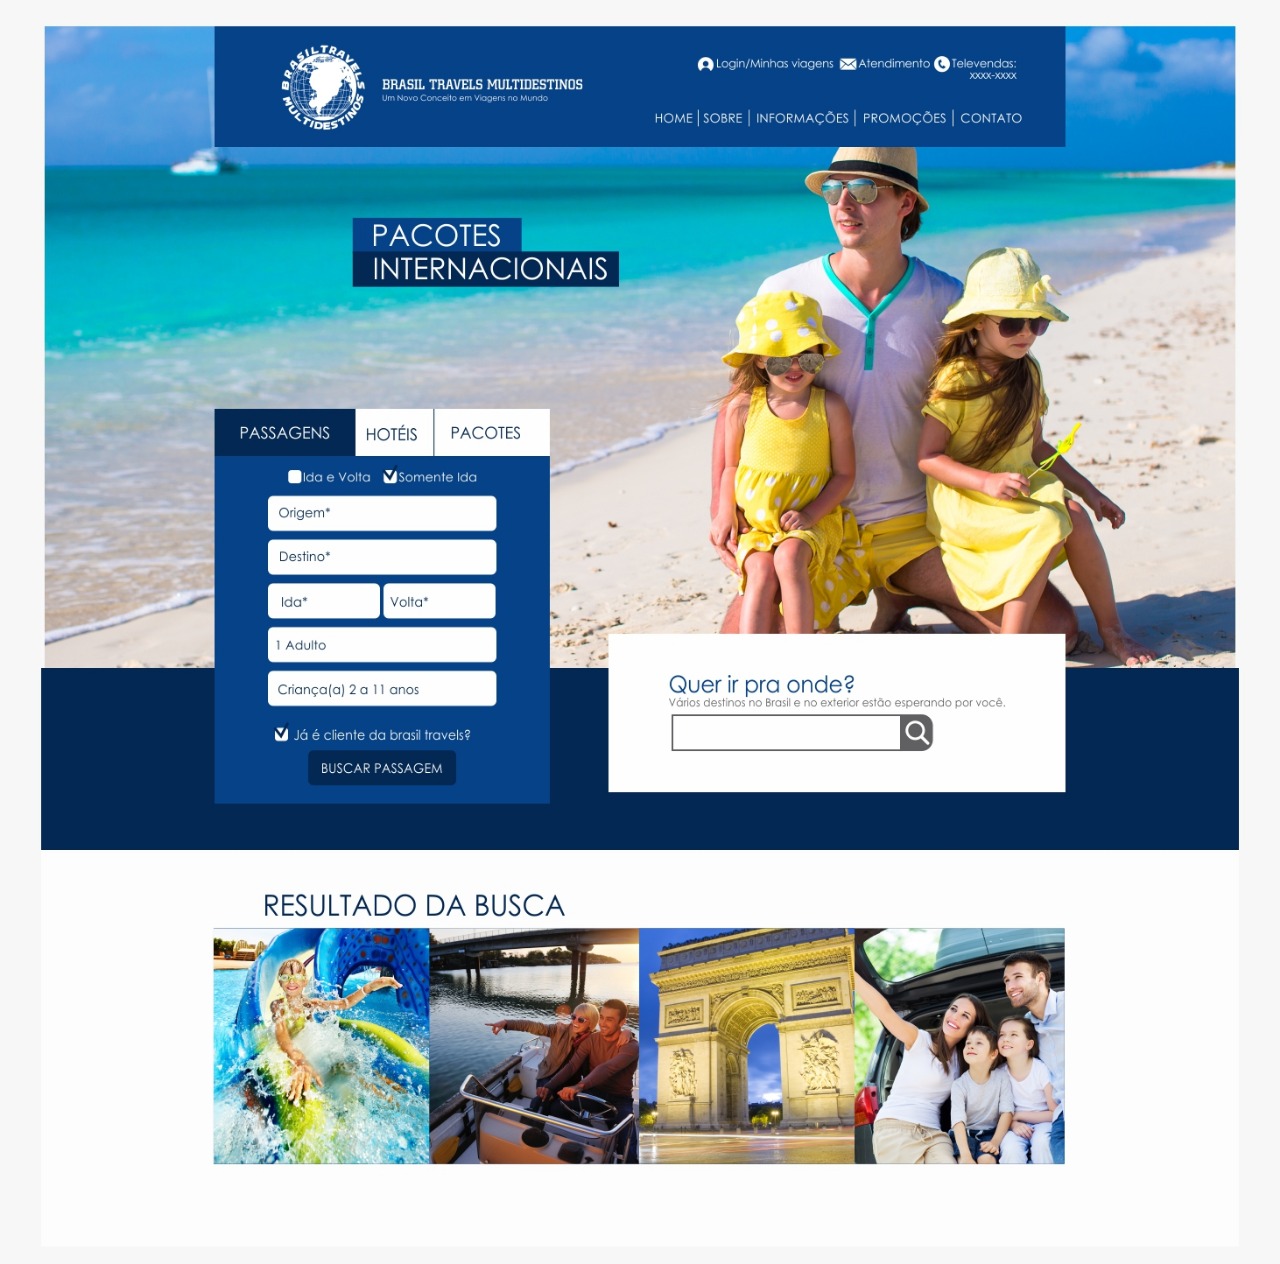 BRASIL TRAVELS
MULTIDESTINOS
BRASIL TRAVELS MULTIDESTINOS
Um Novo Conceito em Viagens no Mundo
Login/Minhas viagens
Atendimento
Televendas:
xxxx-xxxx
HOME | SOBRE | INFORMAÇÕES | PROMOÇÕES | CONTATO
PACOTES
INTERNACIONAIS
PASSAGENS
HOTÉIS
PACOTES
Ida e Volta
Somente Ida
Origem*
Destino*
Ida*
Volta*
1 Adulto
Criança(a) 2 a 11 anos
Já é cliente da brasil travels?
BUSCAR PASSAGEM
Quer ir pra onde?
Vários destinos no Brasil e no exterior estão esperando por você.
RESULTADO DA BUSCA